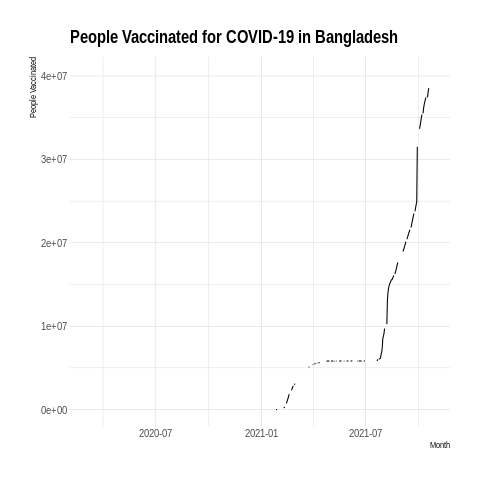 People Vaccinated for COVID-19 in Bangladesh
People Vaccinated
4e+07
3e+07
2e+07
1e+07
0e+00
2020-07
2021-01
2021-07
Month